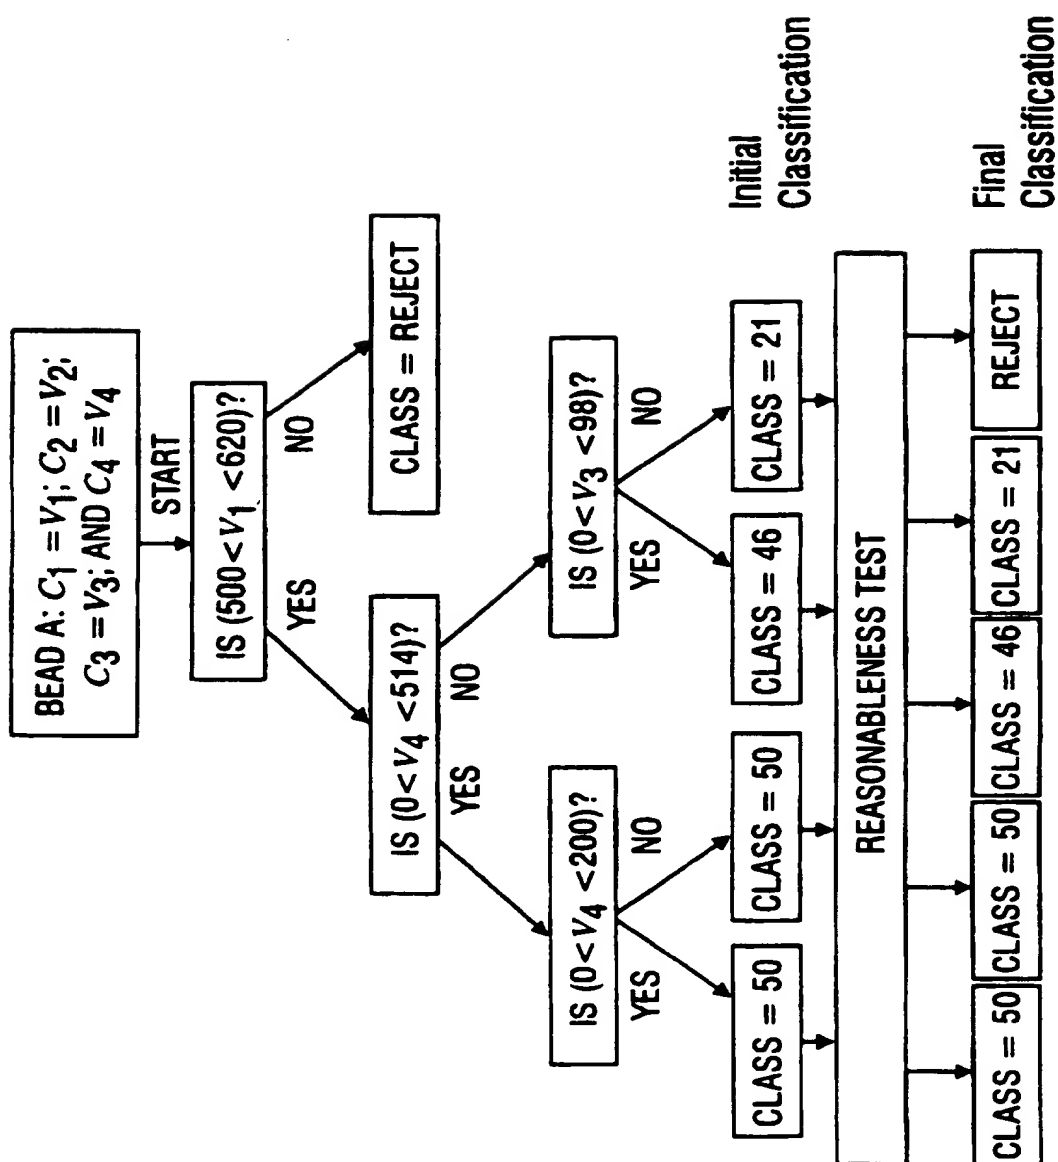 BEAD A: C1 = V1; C2 = V2;
C3 = V3; AND C4 = V4
START
IS (500 < V1 < 620)?
YES
NO
CLASS = REJECT
IS (0 < V4 < 514)?
YES
NO
IS (0 < V4 < 200)?
YES
NO
IS (0 < V3 < 98)?
YES
NO
CLASS = 50
CLASS = 50
CLASS = 46
CLASS = 21
Initial
Classification
REASONABLENESS TEST
CLASS = 50
CLASS = 50
CLASS = 46
CLASS = 21
REJECT
Final
Classification